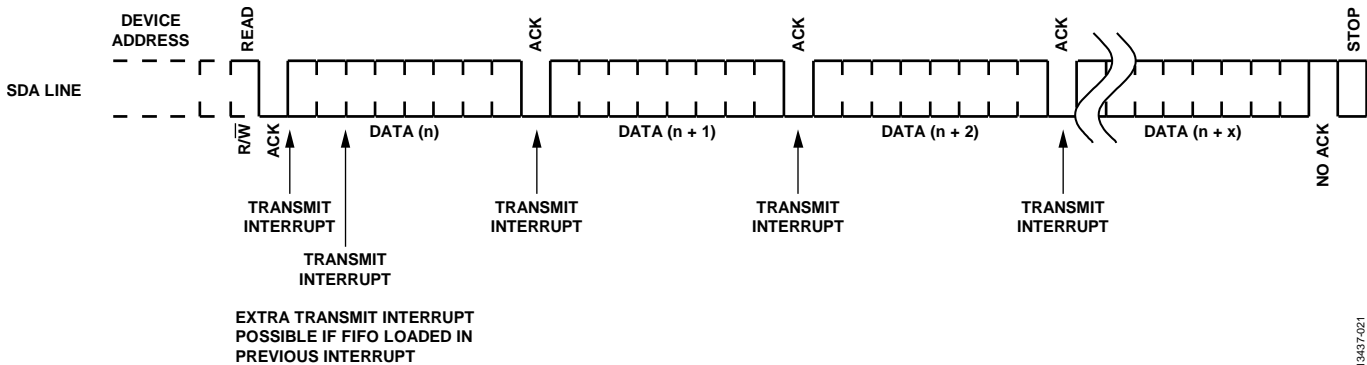 DEVICE
ADDRESS
READ
ACK
ACK
ACK
STOP
SDA LINE
R/W̅
ACK
DATA (n)
DATA (n + 1)
DATA (n + 2)
DATA (n + x)
NO ACK
TRANSMIT
INTERRUPT
TRANSMIT
INTERRUPT
TRANSMIT
INTERRUPT
TRANSMIT
INTERRUPT
TRANSMIT
INTERRUPT
EXTRA TRANSMIT INTERRUPT
POSSIBLE IF FIFO LOADED IN
PREVIOUS INTERRUPT
13437-021